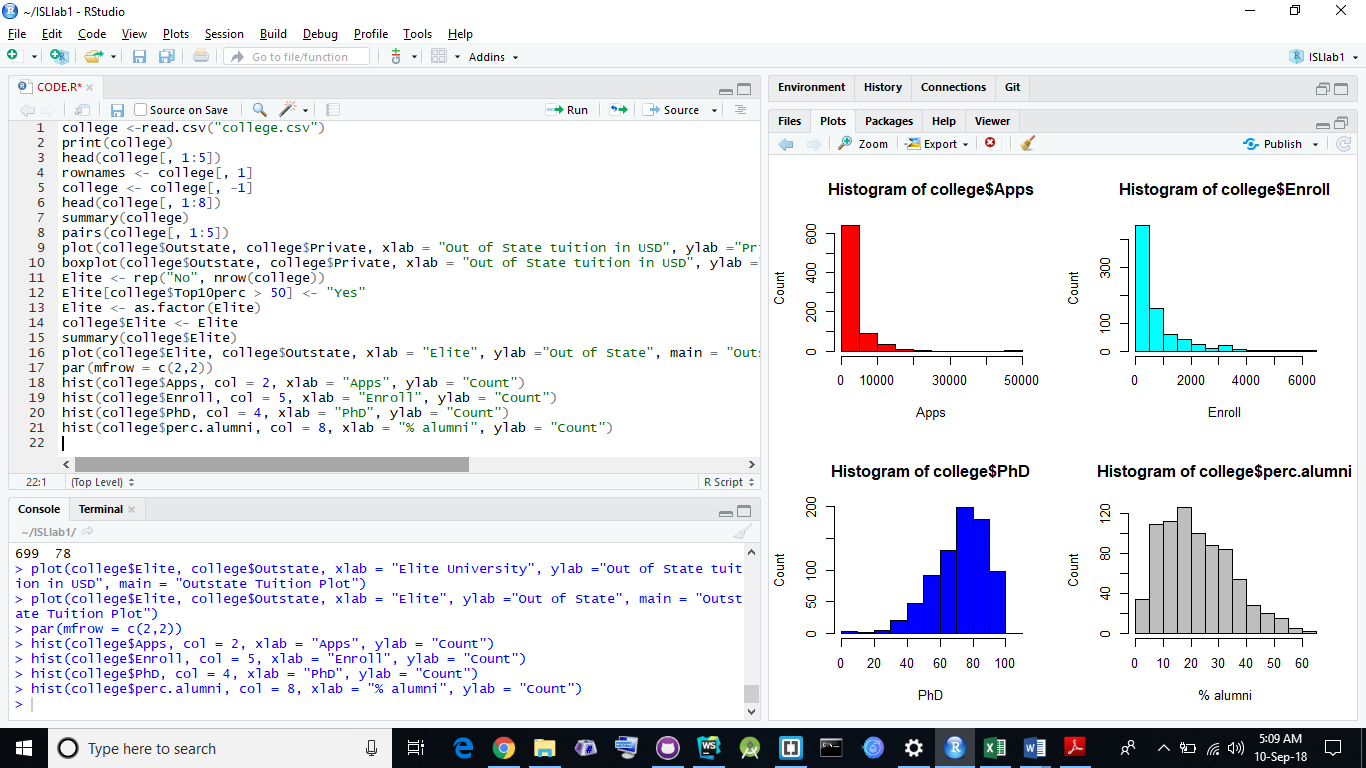 ~/ISLlab1 - RStudio
File Edit Code View Plots Session Build Debug Profile Tools Help
Go to file/function Addins ISLlab1
CODE.R*
Source on Save Run Source
1 college <-read.csv("college.csv")
2 print(college)
3 head(college[, 1:5])
4 rownames <- college[, 1]
5 college <- college[, -1]
6 head(college[, 1:8])
7 summary(college)
8 pairs(college[, 1:5])
9 plot(college$Outstate, college$Private, xlab = "Out of State tuition in USD", ylab ="Pri
10 boxplot(college$Outstate, college$Private, xlab = "Out of State tuition in USD", ylab =
11 Elite <- rep("No", nrow(college))
12 Elite[college$Top10perc > 50] <- "Yes"
13 Elite <- as.factor(Elite)
14 college$Elite <- Elite
15 summary(college$Elite)
16 plot(college$Elite, college$Outstate, xlab = "Elite", ylab ="Out of State", main = "Outs
17 par(mfrow = c(2,2))
18 hist(college$Apps, col = 2, xlab = "Apps", ylab = "Count")
19 hist(college$Enroll, col = 5, xlab = "Enroll", ylab = "Count")
20 hist(college$PhD, col = 4, xlab = "PhD", ylab = "Count")
21 hist(college$perc.alumni, col = 8, xlab = "% alumni", ylab = "Count")
22
22:1 (Top Level) R Script
Console Terminal
~/ISLlab1/
699 78
> plot(college$Elite, college$Outstate, xlab = "Elite University", ylab ="Out of State tuit
ion in USD", main = "Outstate Tuition Plot")
> plot(college$Elite, college$Outstate, xlab = "Elite", ylab ="Out of State", main = "Outst
ate Tuition Plot")
> par(mfrow = c(2,2))
> hist(college$Apps, col = 2, xlab = "Apps", ylab = "Count")
> hist(college$Enroll, col = 5, xlab = "Enroll", ylab = "Count")
> hist(college$PhD, col = 4, xlab = "PhD", ylab = "Count")
> hist(college$perc.alumni, col = 8, xlab = "% alumni", ylab = "Count")
>
Environment History Connections Git
Files Plots Packages Help Viewer
Zoom Export Publish
Histogram of college$Apps
Count
0 200 400 600
0 10000 30000 50000
Apps
Histogram of college$Enroll
Count
0 100 300
0 2000 4000 6000
Enroll
Histogram of college$PhD
Count
0 50 100 200
0 20 40 60 80 100
PhD
Histogram of college$perc.alumni
Count
0 40 80 120
0 10 20 30 40 50 60
% alumni
Type here to search
5:09 AM
10-Sep-18